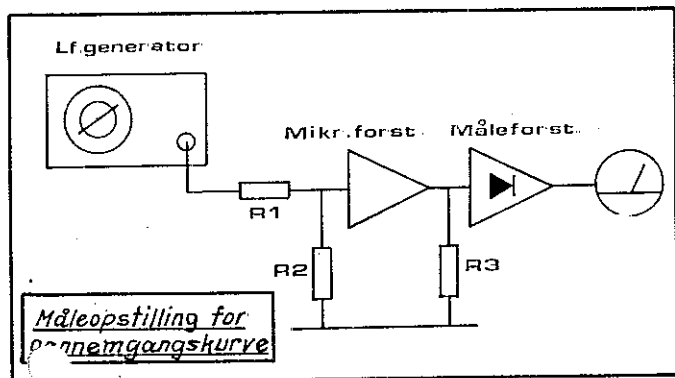 Lf.generator
Mikr.forst. Måleforst.
R1
R2
R3
Måleopstilling for
gennemgangskurve